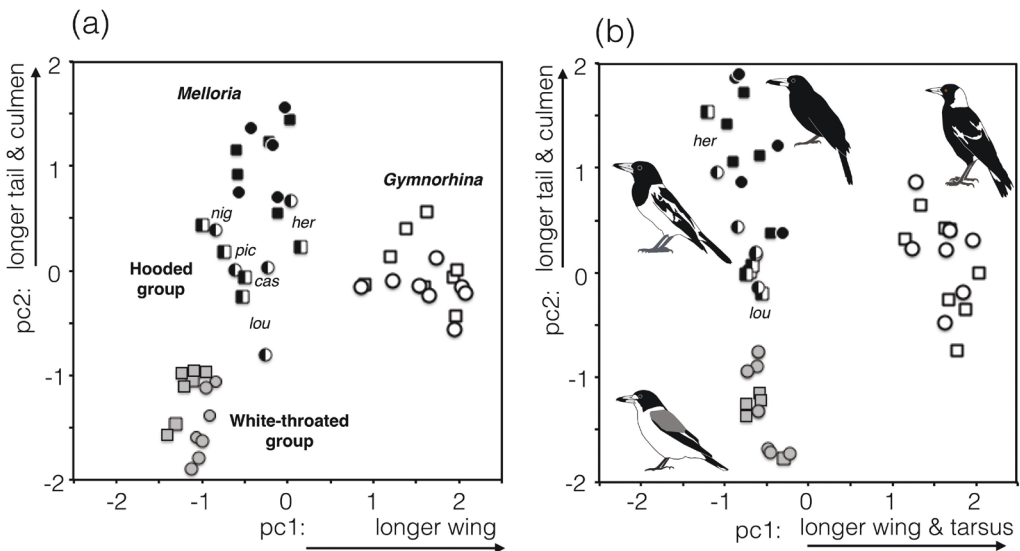 (a)
(b)
pc2: longer tail & culmen
2
1
0
-1
-2
Melloria
Gymnorhina
nig
her
pic
cas
Hooded
group
lou
White-throated
group
-2 -1 0 1 2
pc1: longer wing
pc2: longer tail & culmen
2
1
0
-1
-2
her
lou
-2 -1 0 1 2
pc1: longer wing & tarsus